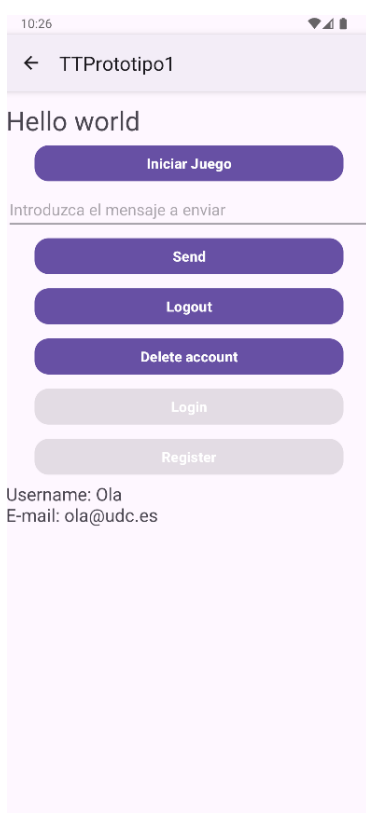 10:26
TTPrototipo1
Hello world
Iniciar Juego
Introduzca el mensaje a enviar
Send
Logout
Delete account
Login
Register
Username: Ola
E-mail: ola@udc.es